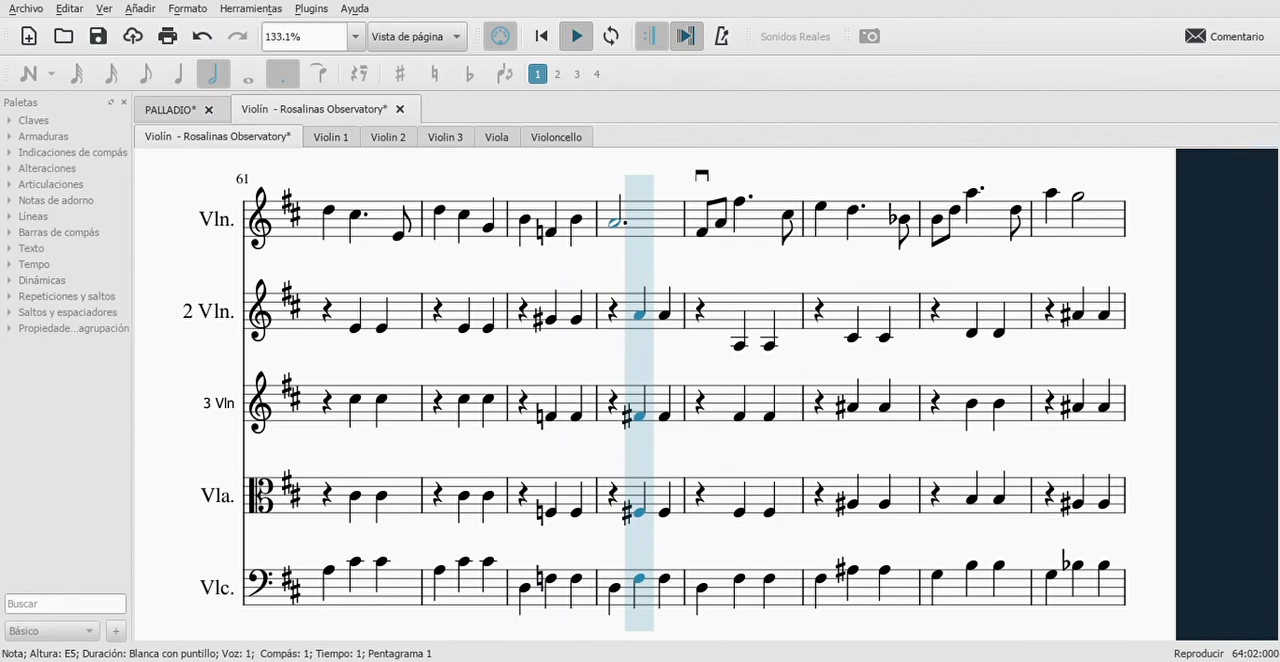 Archivo Editar Ver Añadir Formato Herramientas Plugins Ayuda
133.1% Vista de página Sonidos Reales Comentario
1 2 3 4
Paletas
Claves
Armaduras
Indicaciones de compás
Alteraciones
Articulaciones
Notas de adorno
Líneas
Barras de compás
Texto
Tempo
Dinámicas
Repeticiones y saltos
Saltos y espaciadores
Propiedade...agrupación
Buscar
Básico
PALLADIO* Violín - Rosalinas Observatory*
Violín - Rosalinas Observatory* Violin 1 Violin 2 Violin 3 Viola Violoncello
61
Vln.
2 Vln.
3 Vln
Vla.
Vlc.
Nota; Altura: E5; Duración: Blanca con puntillo; Voz: 1; Compás: 1; Tiempo: 1; Pentagrama 1 Reproducir 64:02:000